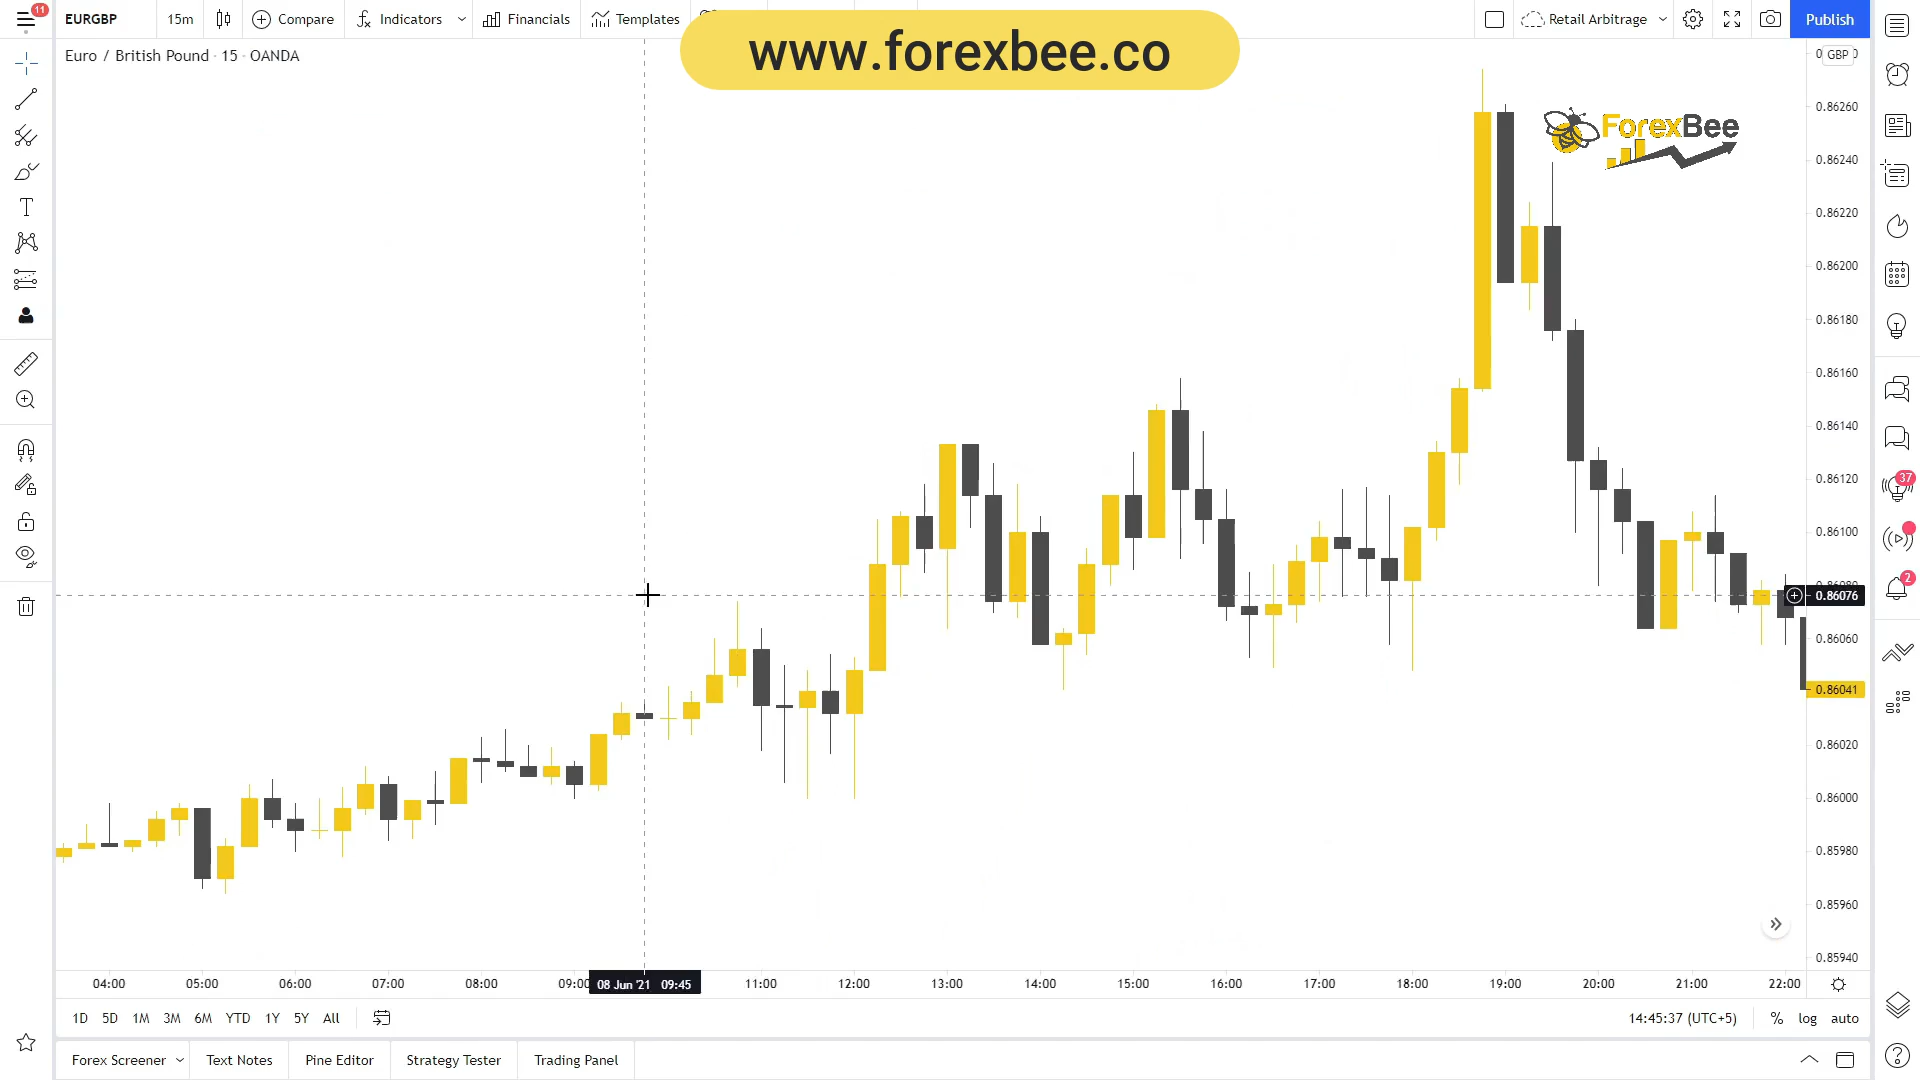 11
EURGBP
15m
Compare
Indicators
Financials
Templates
www.forexbee.co
Retail Arbitrage
Publish
Euro / British Pound · 15 · OANDA
GBP
ForexBee
0.86260
0.86240
0.86220
0.86200
0.86180
0.86160
0.86140
0.86120
0.86100
0.86080
0.86076
0.86060
0.86041
0.86020
0.86000
0.85980
0.85960
0.85940
37
2
04:00 05:00 06:00 07:00 08:00 09:00 08 Jun '21 09:45 11:00 12:00 13:00 14:00 15:00 16:00 17:00 18:00 19:00 20:00 21:00 22:00
1D 5D 1M 3M 6M YTD 1Y 5Y All
14:45:37 (UTC+5) % log auto
Forex Screener
Text Notes
Pine Editor
Strategy Tester
Trading Panel